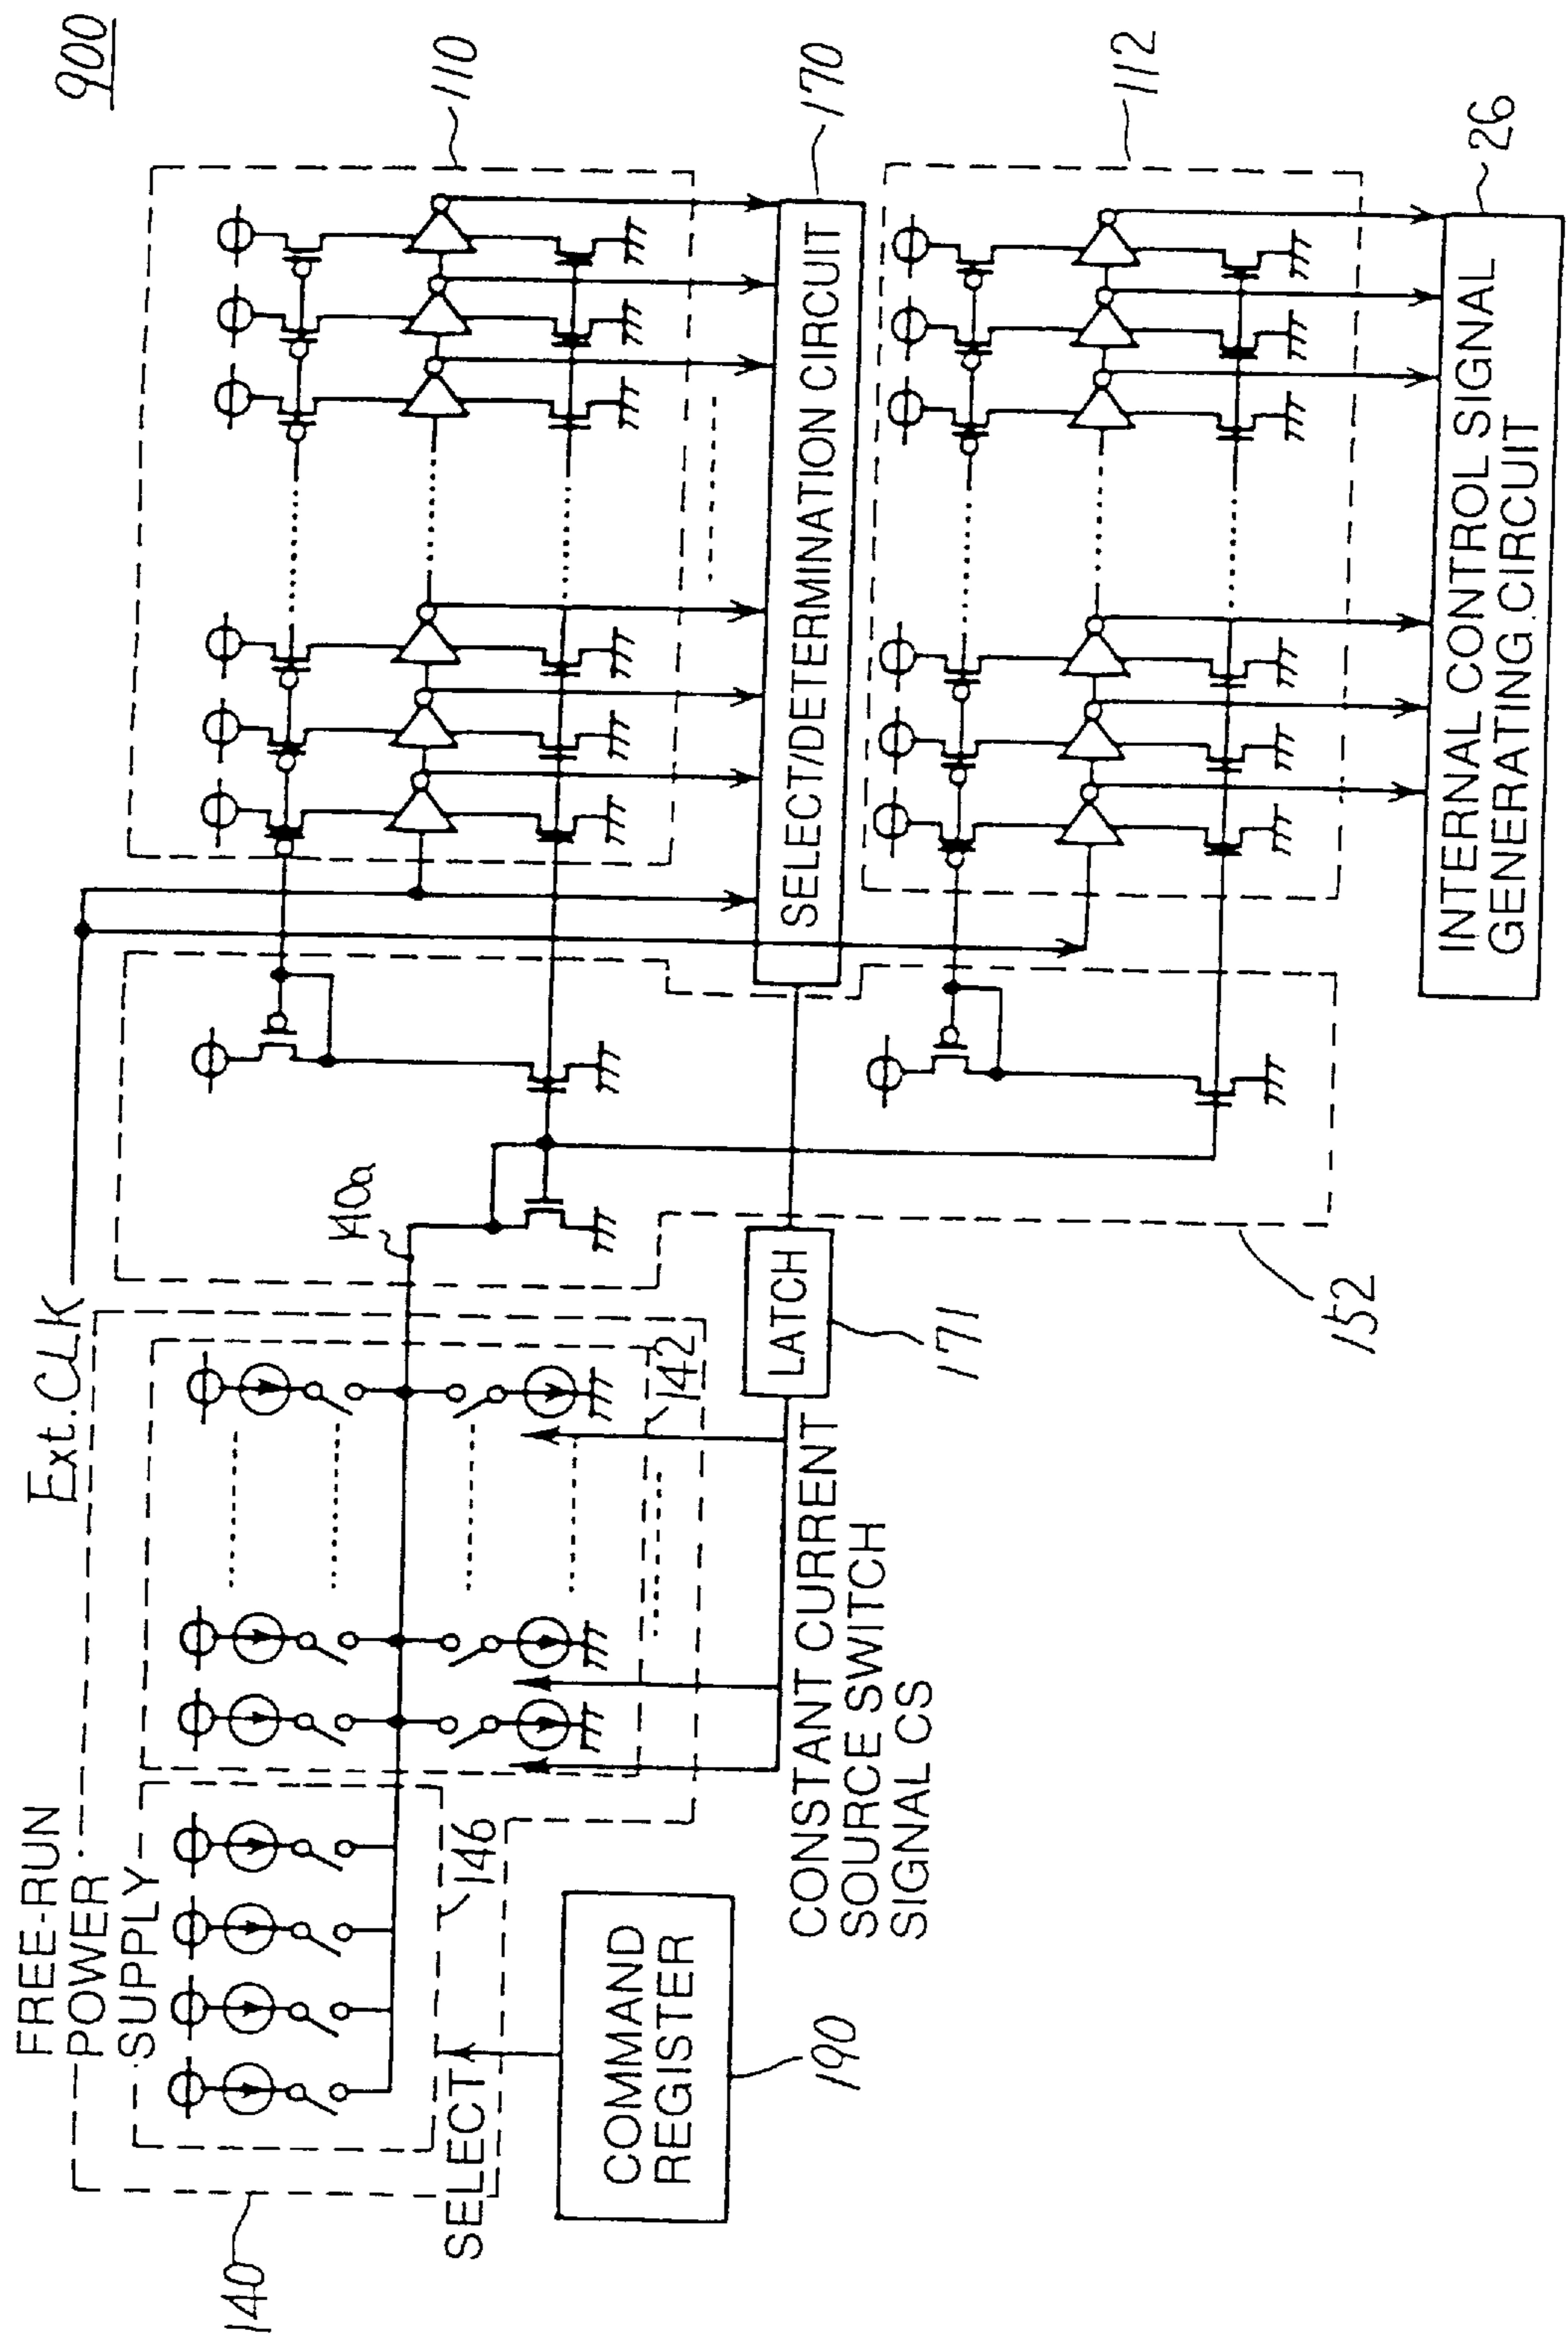 900
FREE-RUN
POWER
SUPPLY
Ext.CLK
110
140
140a
146
142
SELECT
COMMAND
REGISTER
190
CONSTANT CURRENT
SOURCE SWITCH
SIGNAL CS
LATCH
171
152
SELECT/DETERMINATION CIRCUIT
170
112
INTERNAL CONTROL SIGNAL
GENERATING CIRCUIT
26